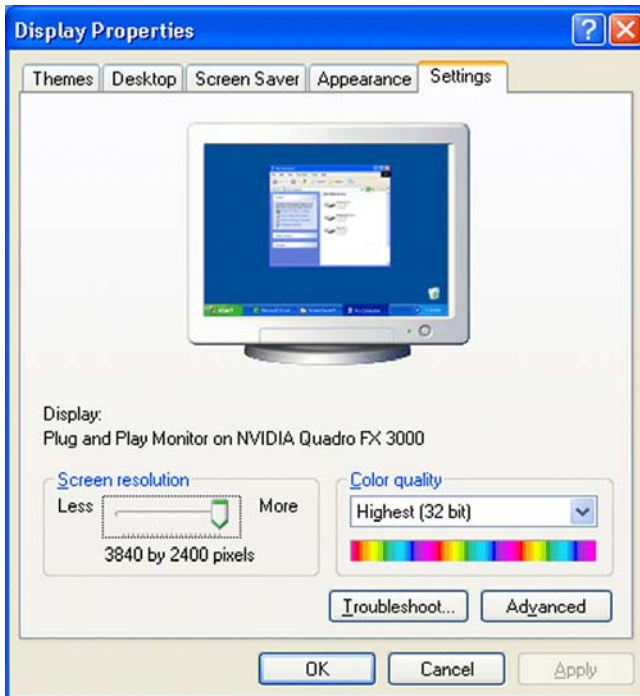 Display Properties
Themes Desktop Screen Saver Appearance Settings
start
Display:
Plug and Play Monitor on NVIDIA Quadro FX 3000
Screen resolution
Less More
3840 by 2400 pixels
Color quality
Highest (32 bit)
Troubleshoot... Advanced
OK Cancel Apply